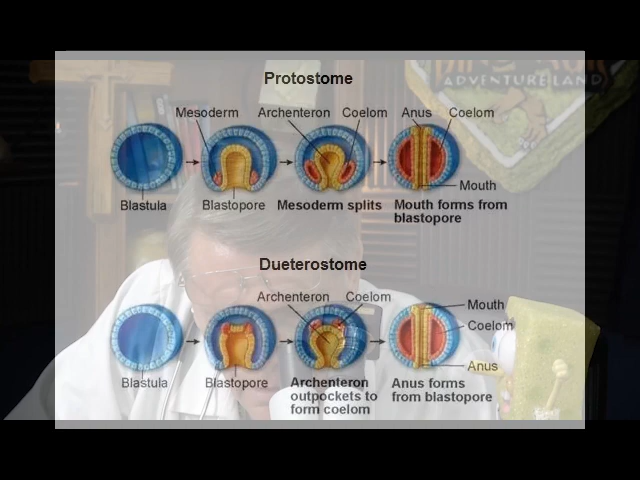 ADVENTURE LAND
Protostome
Mesoderm Archenteron Coelom Anus Coelom
Mouth
Blastula Blastopore Mesoderm splits Mouth forms from
blastopore
Dueterostome
Archenteron Coelom Mouth
Coelom
Anus
Blastula Blastopore Archenteron Anus forms
outpockets to from blastopore
form coelom